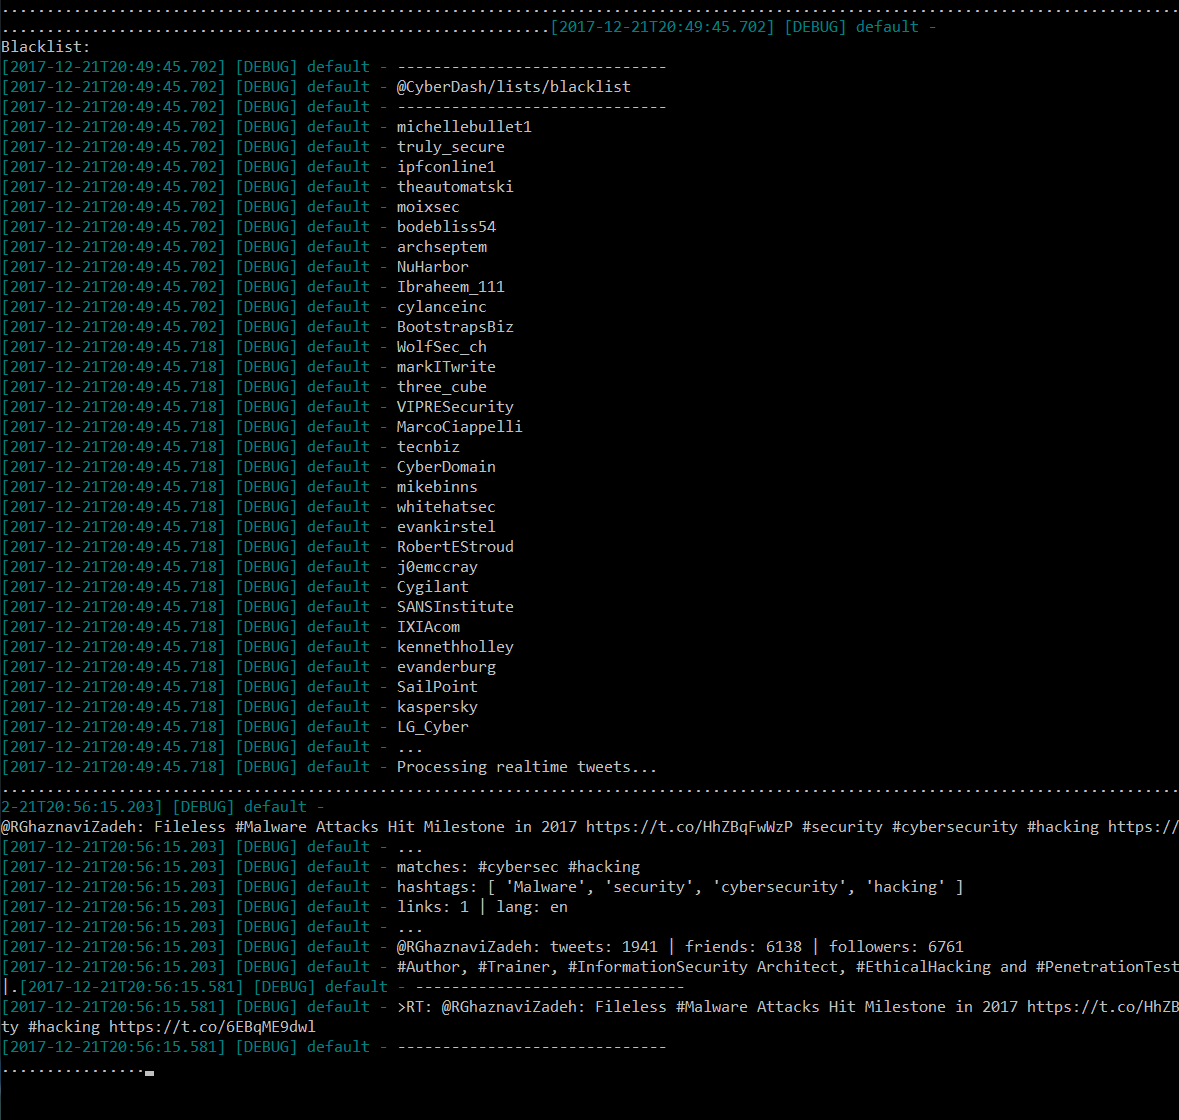 ....................................................................................................................................
.............................................................[2017-12-21T20:49:45.702] [DEBUG] default -
Blacklist:
[2017-12-21T20:49:45.702] [DEBUG] default - ------------------------------
[2017-12-21T20:49:45.702] [DEBUG] default - @CyberDash/lists/blacklist
[2017-12-21T20:49:45.702] [DEBUG] default - ------------------------------
[2017-12-21T20:49:45.702] [DEBUG] default - michellebullet1
[2017-12-21T20:49:45.702] [DEBUG] default - truly_secure
[2017-12-21T20:49:45.702] [DEBUG] default - ipfconline1
[2017-12-21T20:49:45.702] [DEBUG] default - theautomatski
[2017-12-21T20:49:45.702] [DEBUG] default - moixsec
[2017-12-21T20:49:45.702] [DEBUG] default - bodebliss54
[2017-12-21T20:49:45.702] [DEBUG] default - archseptem
[2017-12-21T20:49:45.702] [DEBUG] default - NuHarbor
[2017-12-21T20:49:45.702] [DEBUG] default - Ibraheem_111
[2017-12-21T20:49:45.702] [DEBUG] default - cylanceinc
[2017-12-21T20:49:45.702] [DEBUG] default - BootstrapsBiz
[2017-12-21T20:49:45.718] [DEBUG] default - WolfSec_ch
[2017-12-21T20:49:45.718] [DEBUG] default - markITwrite
[2017-12-21T20:49:45.718] [DEBUG] default - three_cube
[2017-12-21T20:49:45.718] [DEBUG] default - VIPRESecurity
[2017-12-21T20:49:45.718] [DEBUG] default - MarcoCiappelli
[2017-12-21T20:49:45.718] [DEBUG] default - tecnbiz
[2017-12-21T20:49:45.718] [DEBUG] default - CyberDomain
[2017-12-21T20:49:45.718] [DEBUG] default - mikebinns
[2017-12-21T20:49:45.718] [DEBUG] default - whitehatsec
[2017-12-21T20:49:45.718] [DEBUG] default - evankirstel
[2017-12-21T20:49:45.718] [DEBUG] default - RobertEStroud
[2017-12-21T20:49:45.718] [DEBUG] default - j0emccray
[2017-12-21T20:49:45.718] [DEBUG] default - Cygilant
[2017-12-21T20:49:45.718] [DEBUG] default - SANSInstitute
[2017-12-21T20:49:45.718] [DEBUG] default - IXIAcom
[2017-12-21T20:49:45.718] [DEBUG] default - kennethholley
[2017-12-21T20:49:45.718] [DEBUG] default - evanderburg
[2017-12-21T20:49:45.718] [DEBUG] default - SailPoint
[2017-12-21T20:49:45.718] [DEBUG] default - kaspersky
[2017-12-21T20:49:45.718] [DEBUG] default - LG_Cyber
[2017-12-21T20:49:45.718] [DEBUG] default - ...
[2017-12-21T20:49:45.718] [DEBUG] default - Processing realtime tweets...
....................................................................................................................................
2-21T20:56:15.203] [DEBUG] default -
@RGhaznaviZadeh: Fileless #Malware Attacks Hit Milestone in 2017 https://t.co/HhZBqFwWzP #security #cybersecurity #hacking https://
[2017-12-21T20:56:15.203] [DEBUG] default - ...
[2017-12-21T20:56:15.203] [DEBUG] default - matches: #cybersec #hacking
[2017-12-21T20:56:15.203] [DEBUG] default - hashtags: [ 'Malware', 'security', 'cybersecurity', 'hacking' ]
[2017-12-21T20:56:15.203] [DEBUG] default - links: 1 | lang: en
[2017-12-21T20:56:15.203] [DEBUG] default - ...
[2017-12-21T20:56:15.203] [DEBUG] default - @RGhaznaviZadeh: tweets: 1941 | friends: 6138 | followers: 6761
[2017-12-21T20:56:15.203] [DEBUG] default - #Author, #Trainer, #InformationSecurity Architect, #EthicalHacking and #PenetrationTest
|.[2017-12-21T20:56:15.581] [DEBUG] default - ------------------------------
[2017-12-21T20:56:15.581] [DEBUG] default - >RT: @RGhaznaviZadeh: Fileless #Malware Attacks Hit Milestone in 2017 https://t.co/HhZB
ty #hacking https://t.co/6EBqME9dwl
[2017-12-21T20:56:15.581] [DEBUG] default - ------------------------------
................